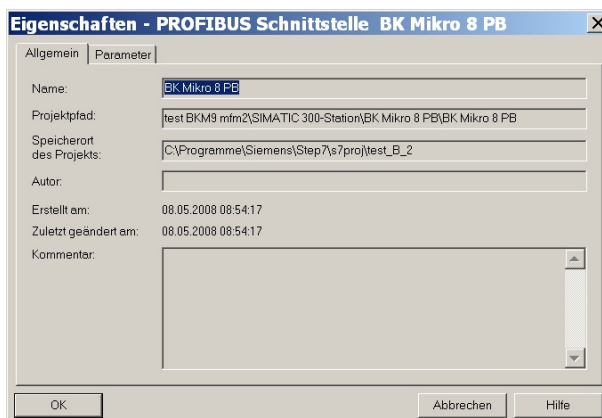 Eigenschaften - PROFIBUS Schnittstelle BK Mikro 8 PB
Allgemein Parameter
Name: BK Mikro 8 PB
Projektpfad: test BKM9 mfm2\SIMATIC 300-Station\BK Mikro 8 PB\BK Mikro 8 PB
Speicherort
des Projekts: C:\Programme\Siemens\Step7\s7proj\test_B_2
Autor:
Erstellt am: 08.05.2008 08:54:17
Zuletzt geändert am: 08.05.2008 08:54:17
Kommentar:
OK Abbrechen Hilfe